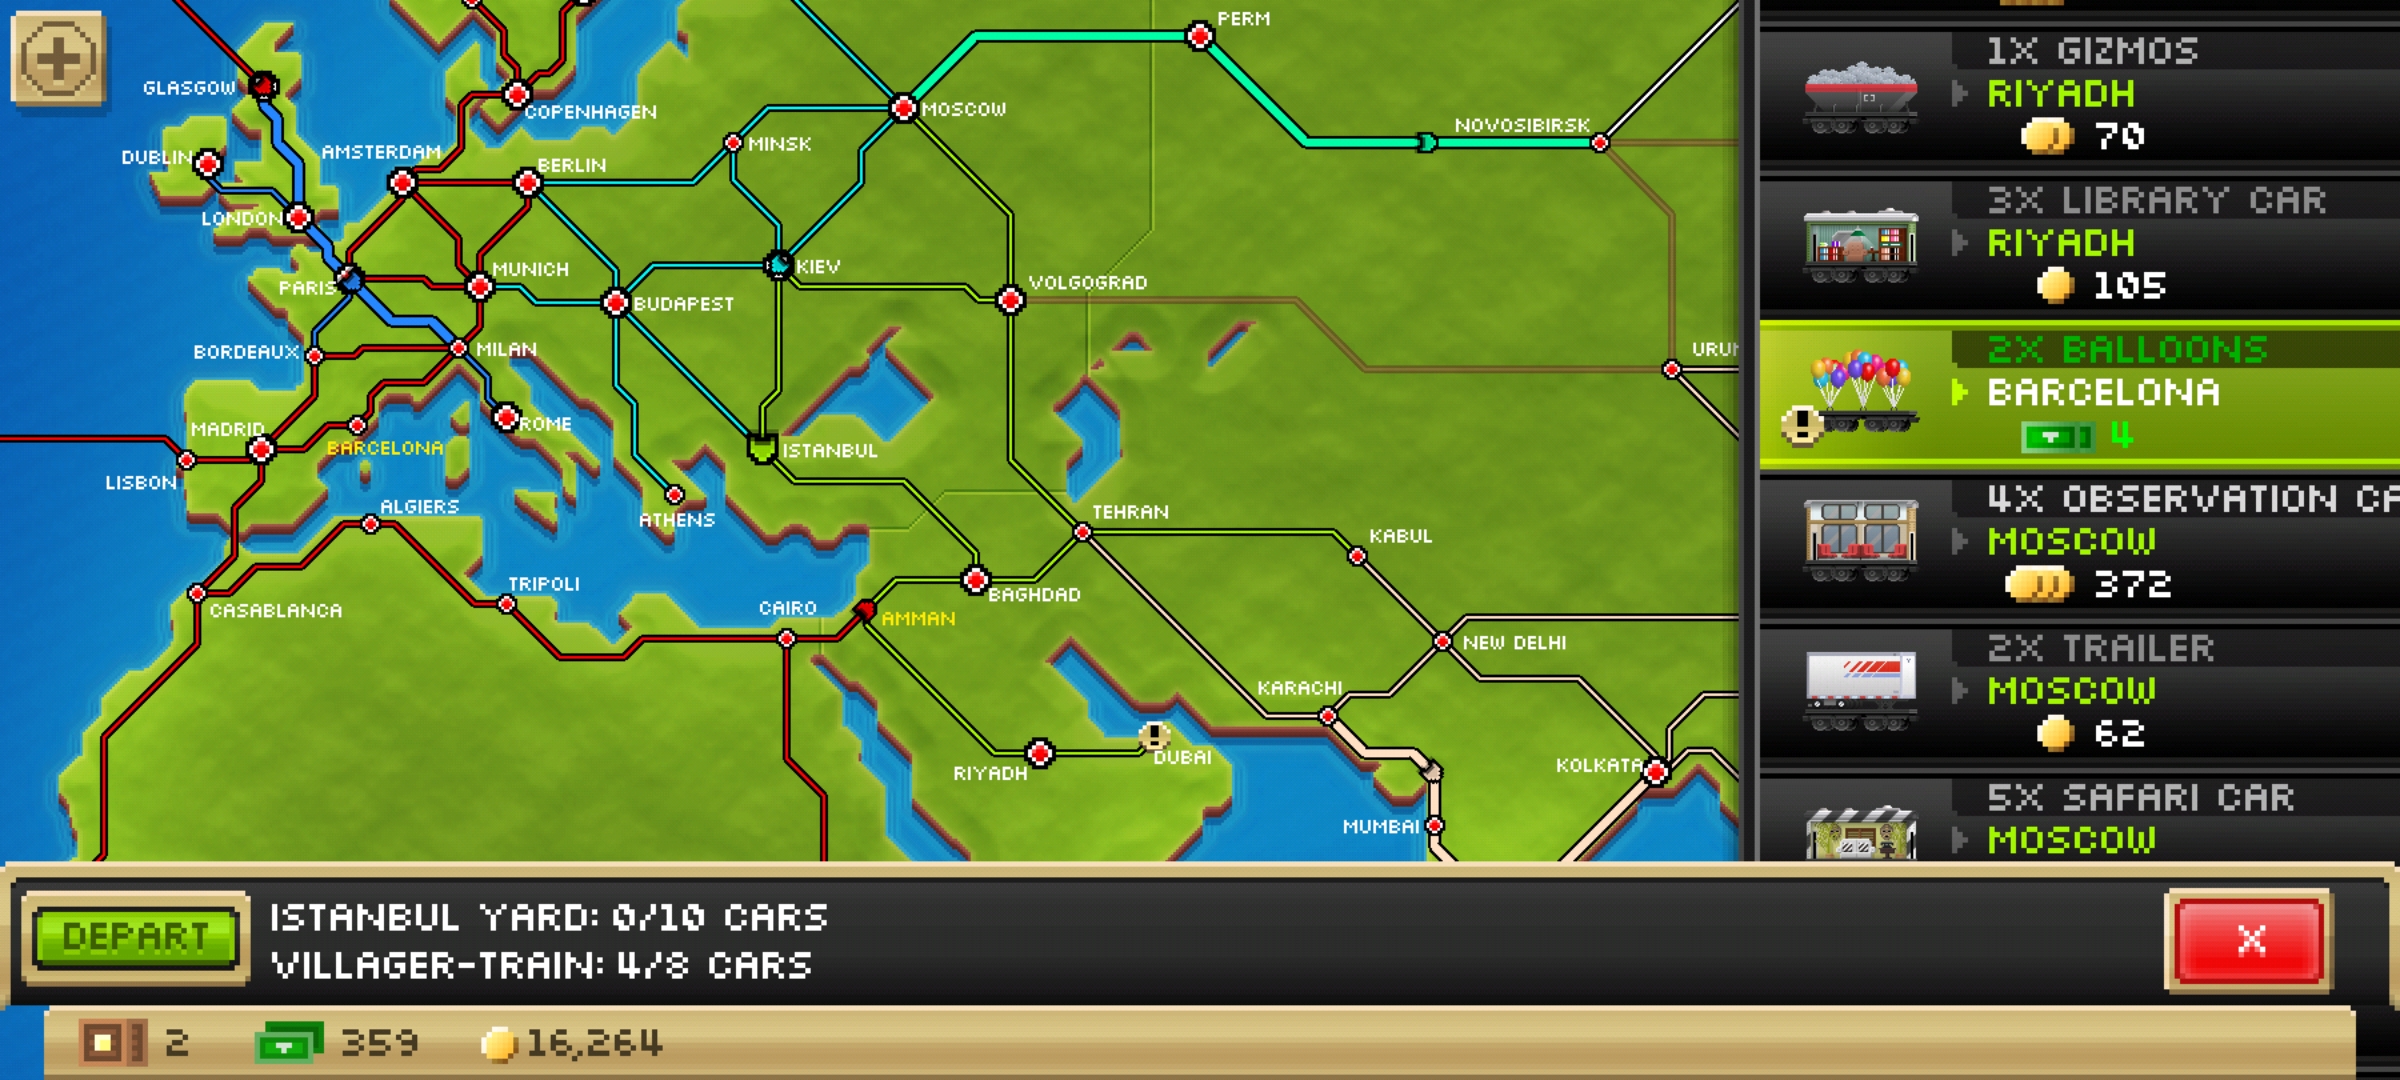 PERM
GLASGOW
COPENHAGEN
MOSCOW
NOVOSIBIRSK
MINSK
DUBLIN
AMSTERDAM
BERLIN
LONDON
MUNICH
KIEV
PARIS
BUDAPEST
VOLGOGRAD
BORDEAUX
MILAN
MADRID
ROME
BARCELONA
ISTANBUL
LISBON
ALGIERS
ATHENS
TEHRAN
KABUL
TRIPOLI
CAIRO
BAGHDAD
CASABLANCA
AMMAN
NEW DELHI
KARACHI
RIYADH
DUBAI
KOLKATA
MUMBAI
1X GIZMOS
RIYADH
70
3X LIBRARY CAR
RIYADH
105
2X BALLOONS
BARCELONA
4
4X OBSERVATION CA
MOSCOW
372
2X TRAILER
MOSCOW
62
5X SAFARI CAR
MOSCOW
DEPART
ISTANBUL YARD: 0/10 CARS
VILLAGER-TRAIN: 4/8 CARS
X
2
359
16,264